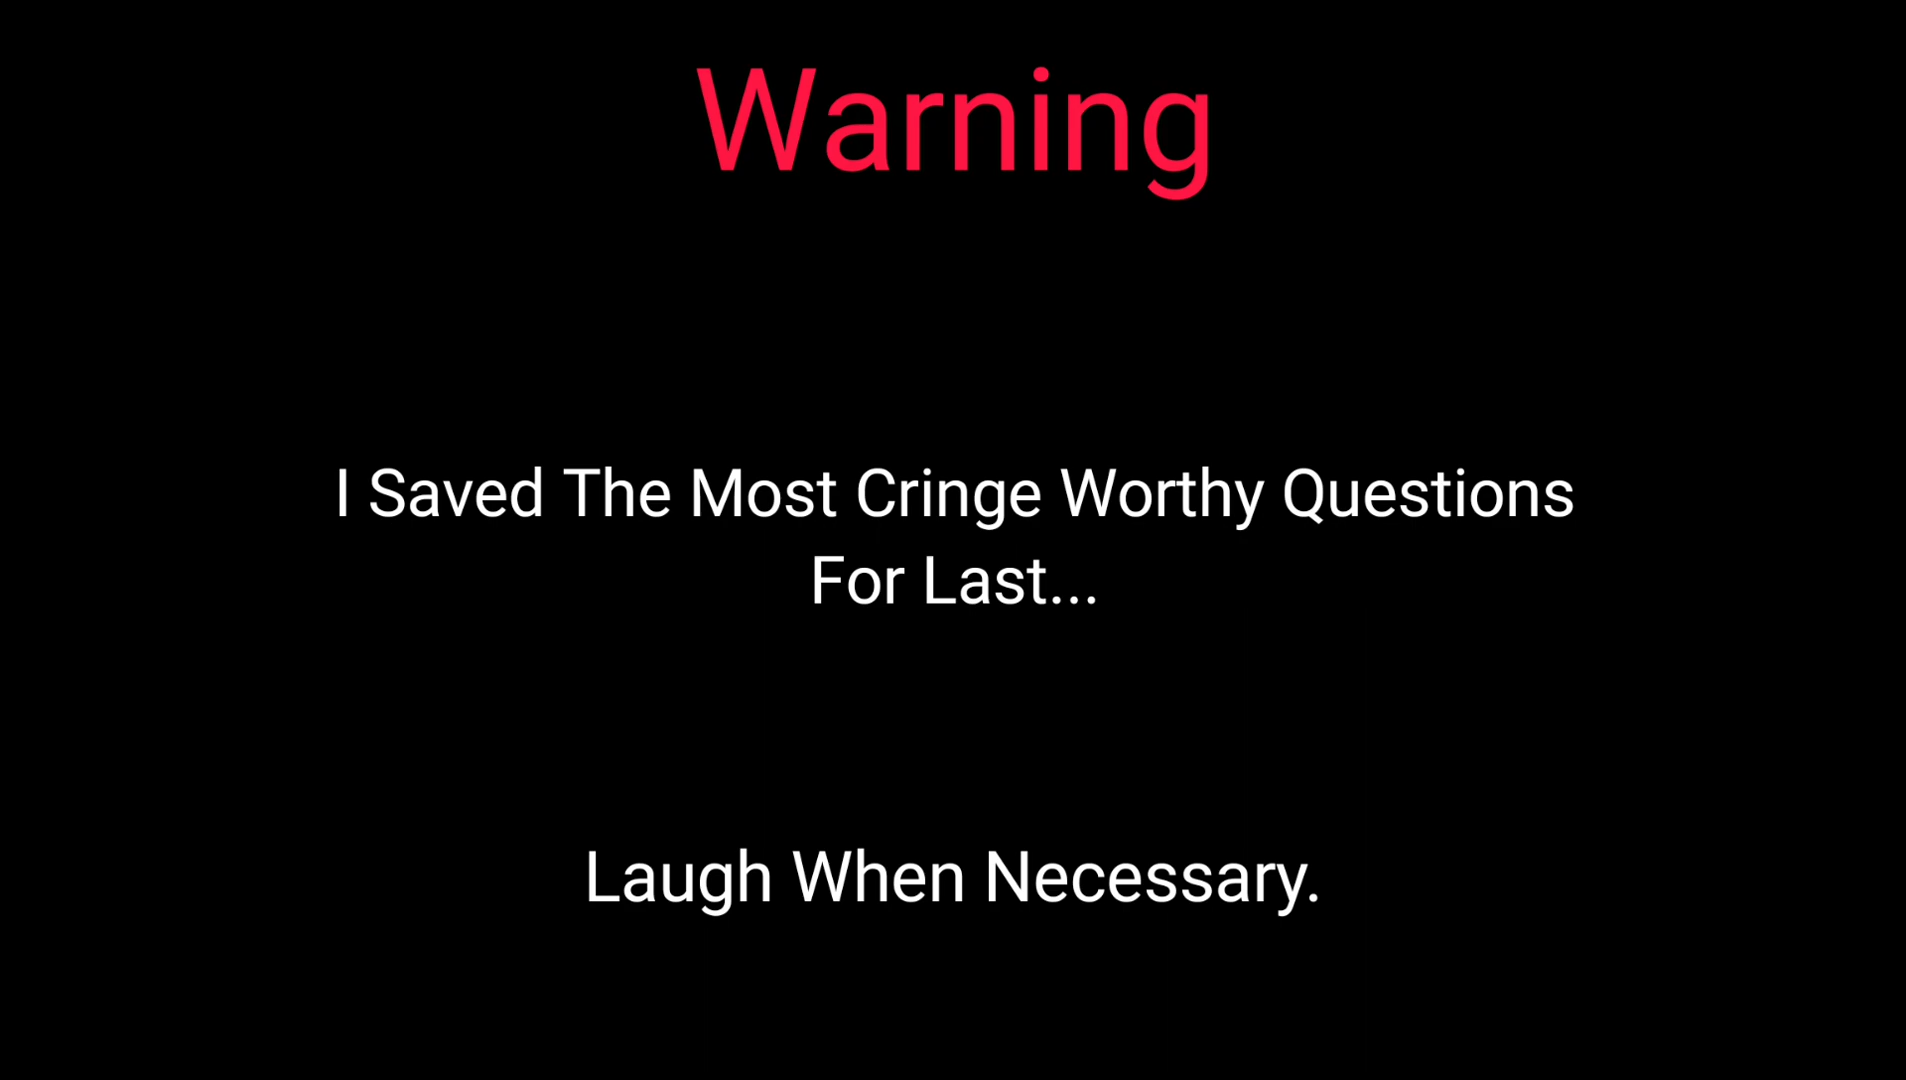 Warning
I Saved The Most Cringe Worthy Questions
For Last...
Laugh When Necessary.